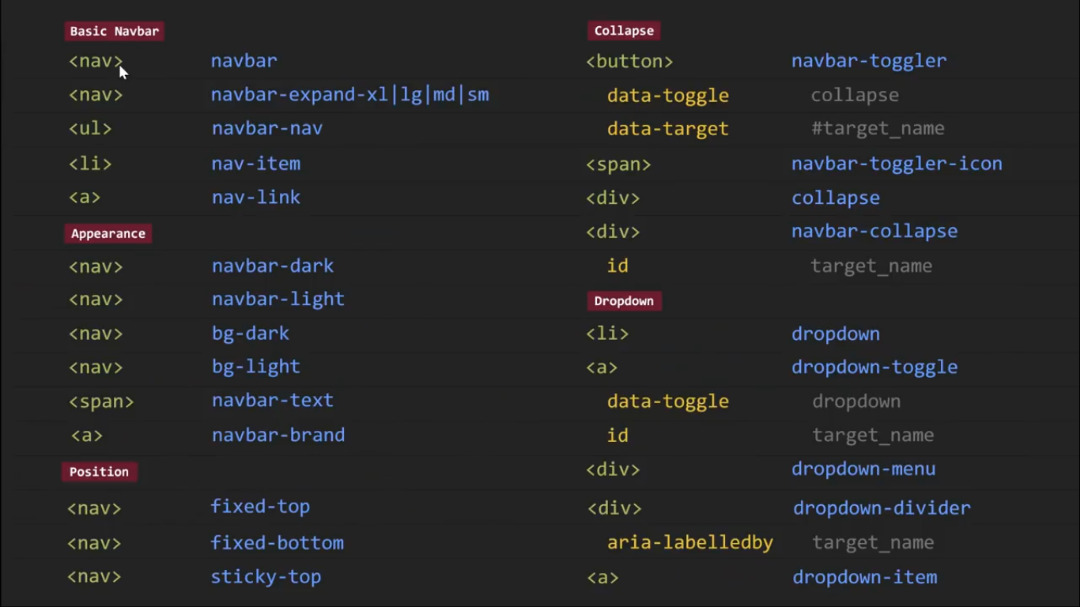 Basic Navbar
<nav> navbar
<nav> navbar-expand-xl|lg|md|sm
<ul> navbar-nav
<li> nav-item
<a> nav-link
Appearance
<nav> navbar-dark
<nav> navbar-light
<nav> bg-dark
<nav> bg-light
<span> navbar-text
<a> navbar-brand
Position
<nav> fixed-top
<nav> fixed-bottom
<nav> sticky-top
Collapse
<button> navbar-toggler
data-toggle collapse
data-target #target_name
<span> navbar-toggler-icon
<div> collapse
<div> navbar-collapse
id target_name
Dropdown
<li> dropdown
<a> dropdown-toggle
data-toggle dropdown
id target_name
<div> dropdown-menu
<div> dropdown-divider
aria-labelledby target_name
<a> dropdown-item